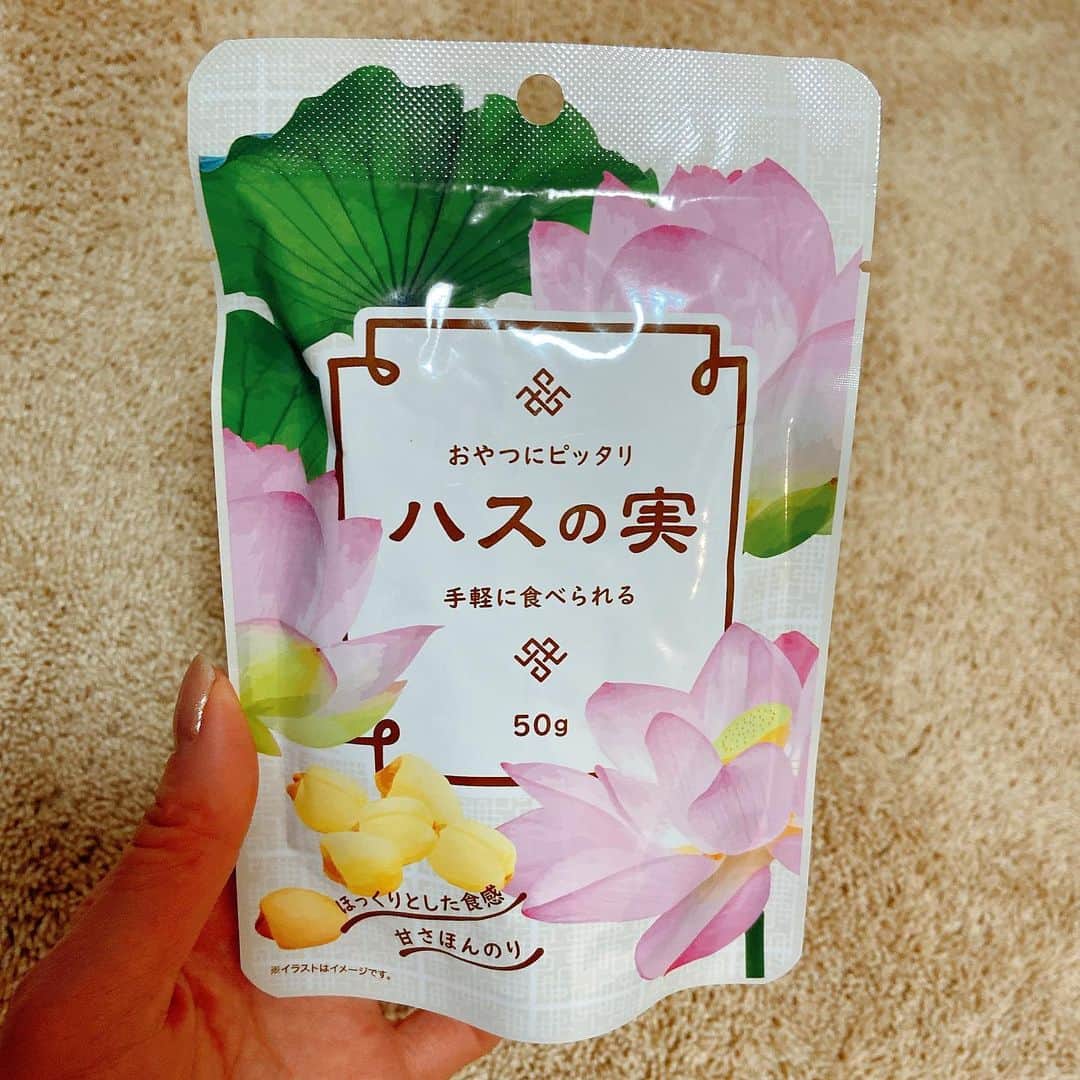 おやつにピッタリ
ハスの実
手軽に食べられる
50g
ほっくりとした食感
甘さほんのり
※イラストはイメージです。